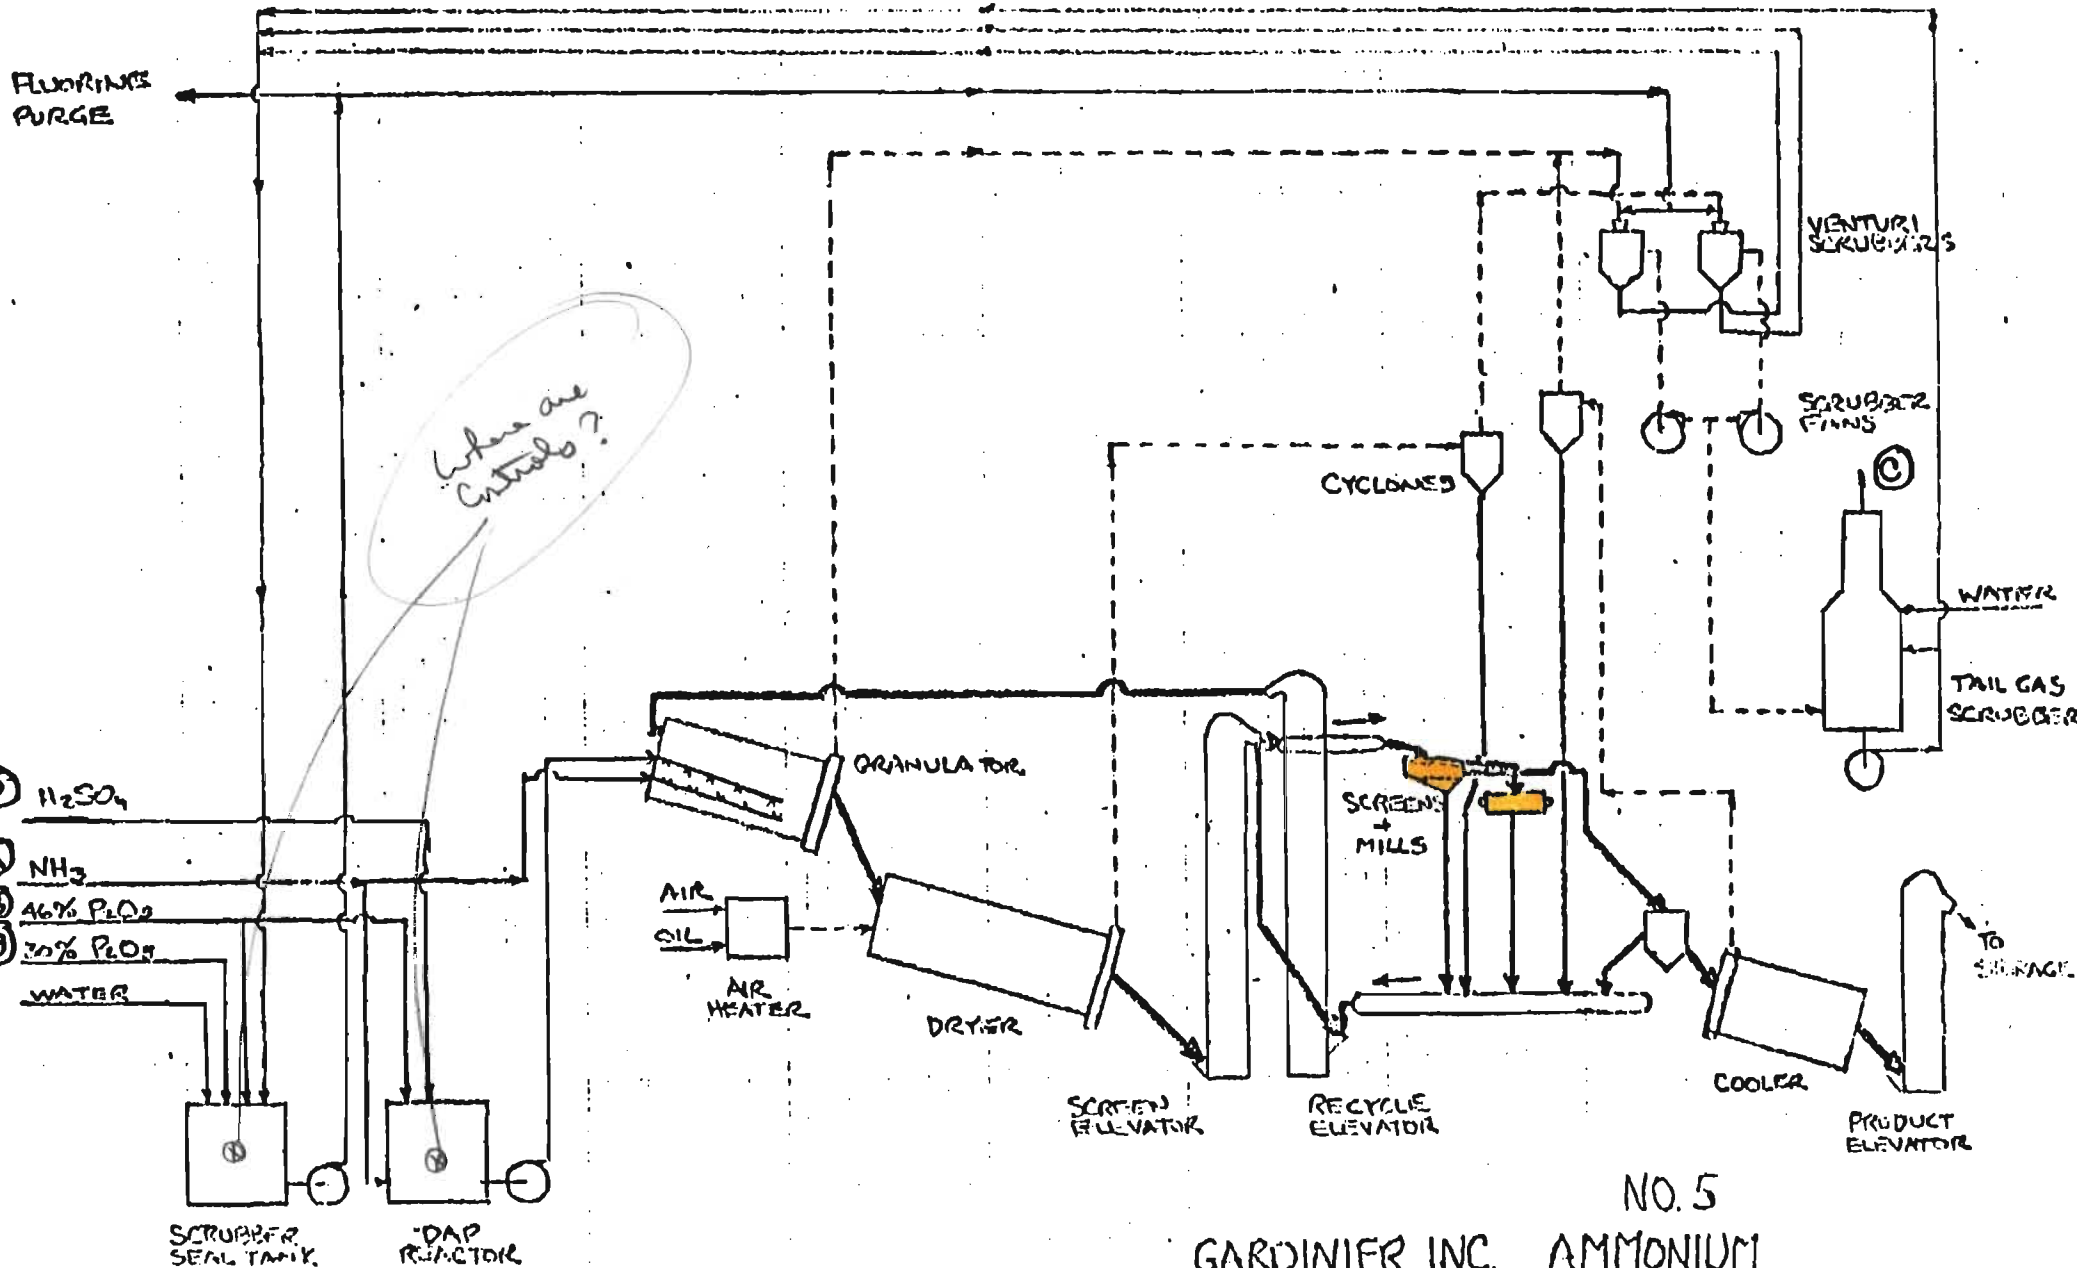 FLUORINE
PURGE
VENTURI
SCRUBBERS
Where are
Controls?
SCRUBBER
FANS
CYCLONES
C
WATER
TAIL GAS
SCRUBBER
GRANULATOR
H2SO4
SCREENS
+
MILLS
NH3
46% P2O5
30% P2O5
WATER
AIR
OIL
AIR
HEATER
DRYER
TO
STORAGE
SCREEN
ELEVATOR
RECYCLE
ELEVATOR
COOLER
PRODUCT
ELEVATOR
SCRUBBER
SEAL TANK
DAP
REACTOR
NO. 5
GARDINIER INC. AMMONIUM